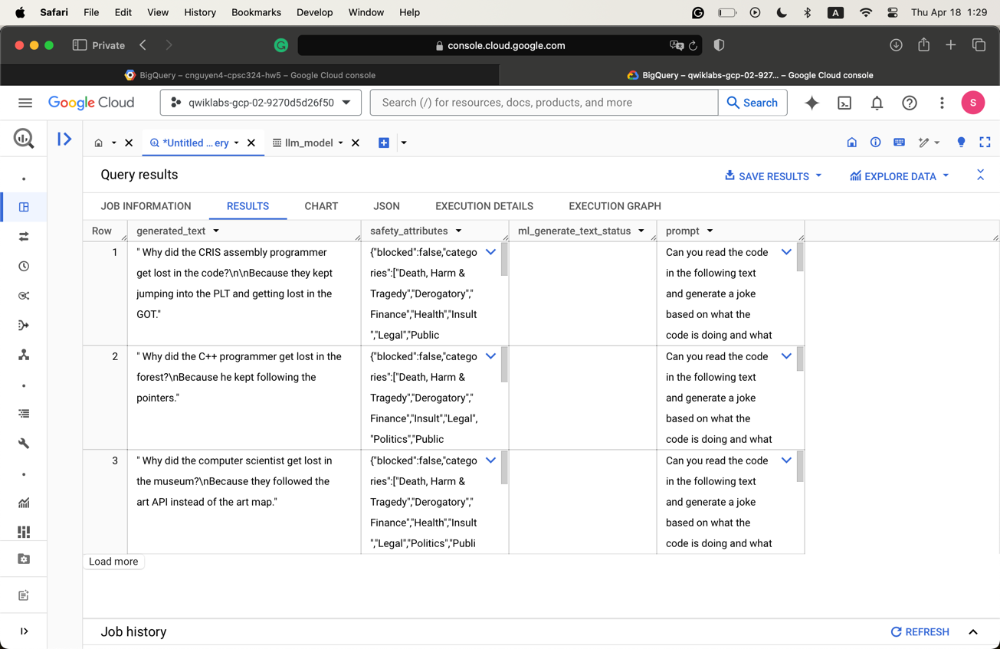 Safari File Edit View History Bookmarks Develop Window Help A Thu Apr 18 1:29
Private console.cloud.google.com
BigQuery – cnguyen4-cpsc324-hw5 – Google Cloud console BigQuery – qwiklabs-gcp-02-927... – Google Cloud console
Google Cloud qwiklabs-gcp-02-9270d5d26f50 Search (/) for resources, docs, products, and more Search S
*Untitled ... ery llm_model
Query results SAVE RESULTS EXPLORE DATA
JOB INFORMATION RESULTS CHART JSON EXECUTION DETAILS EXECUTION GRAPH
Row generated_text safety_attributes ml_generate_text_status prompt
1 " Why did the CRIS assembly programmer {"blocked":false,"catego Can you read the code
get lost in the code?\n\nBecause they kept ries":["Death, Harm & in the following text
jumping into the PLT and getting lost in the Tragedy","Derogatory"," and generate a joke
GOT." Finance","Health","Insult based on what the
","Legal","Public code is doing and what
2 " Why did the C++ programmer get lost in the {"blocked":false,"catego Can you read the code
forest?\nBecause he kept following the ries":["Death, Harm & in the following text
pointers." Tragedy","Derogatory"," and generate a joke
Finance","Insult","Legal", based on what the
"Politics","Public code is doing and what
3 " Why did the computer scientist get lost in {"blocked":false,"catego Can you read the code
the museum?\nBecause they followed the ries":["Death, Harm & in the following text
art API instead of the art map." Tragedy","Derogatory"," and generate a joke
Finance","Health","Insult based on what the
","Legal","Politics","Publi code is doing and what
Load more
Job history REFRESH